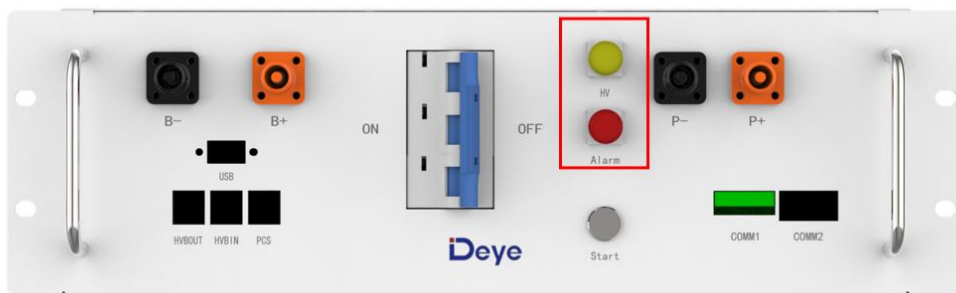 HV
B-
B+
ON
OFF
P-
P+
Alarm
USB
HVBOUT
HVBIN
PCS
COMM1
COMM2
Deye
Start